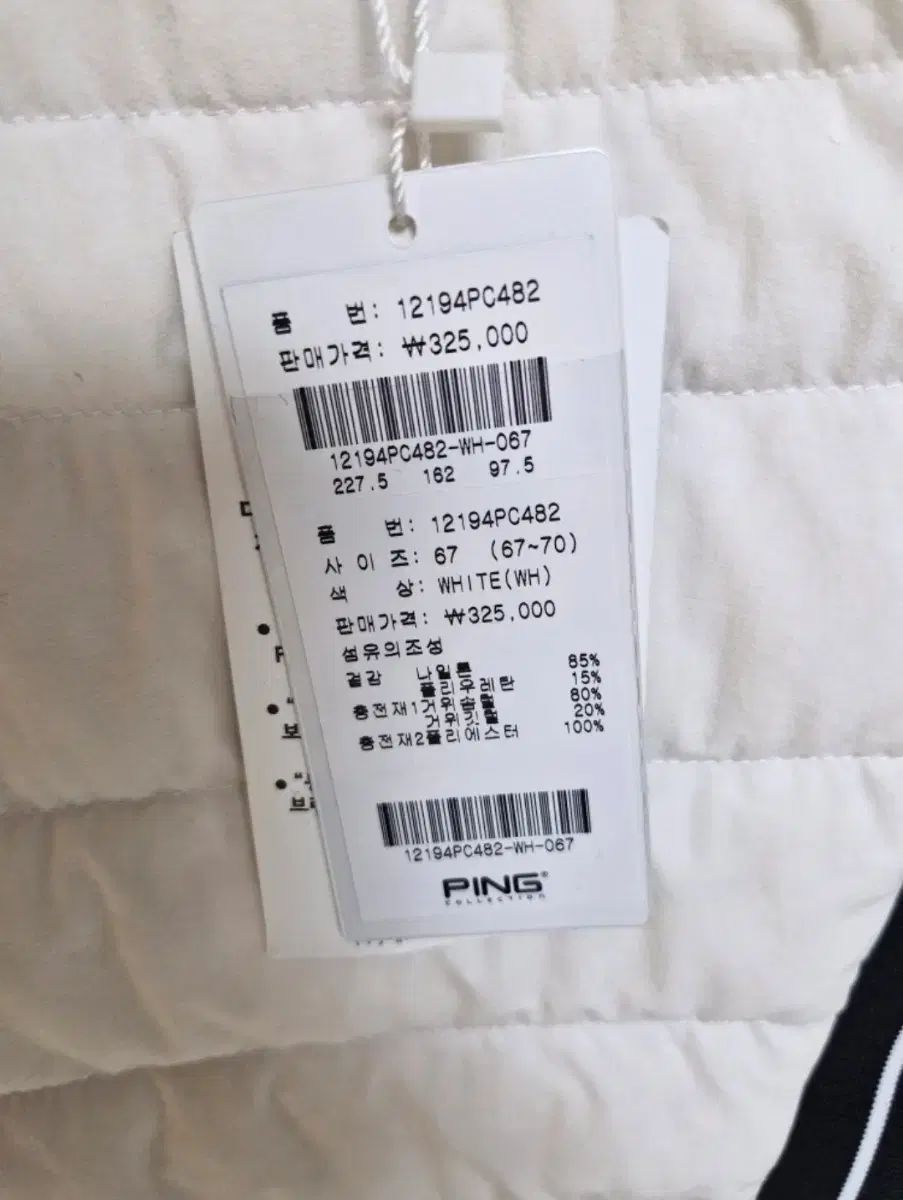 품 번: 12194PC482
판매가격: ₩325,000
12194PC482-WH-067
227.5 162 97.5
품 번: 12194PC482
사 이 즈: 67 (67~70)
색 상: WHITE(WH)
판매가격: ₩325,000
섬유의조성
겉감 나일론 85%
폴리우레탄 15%
충전재1거위솜털 80%
거위깃털 20%
충전재2폴리에스터 100%
12194PC482-WH-067
PING®
COLLECTION